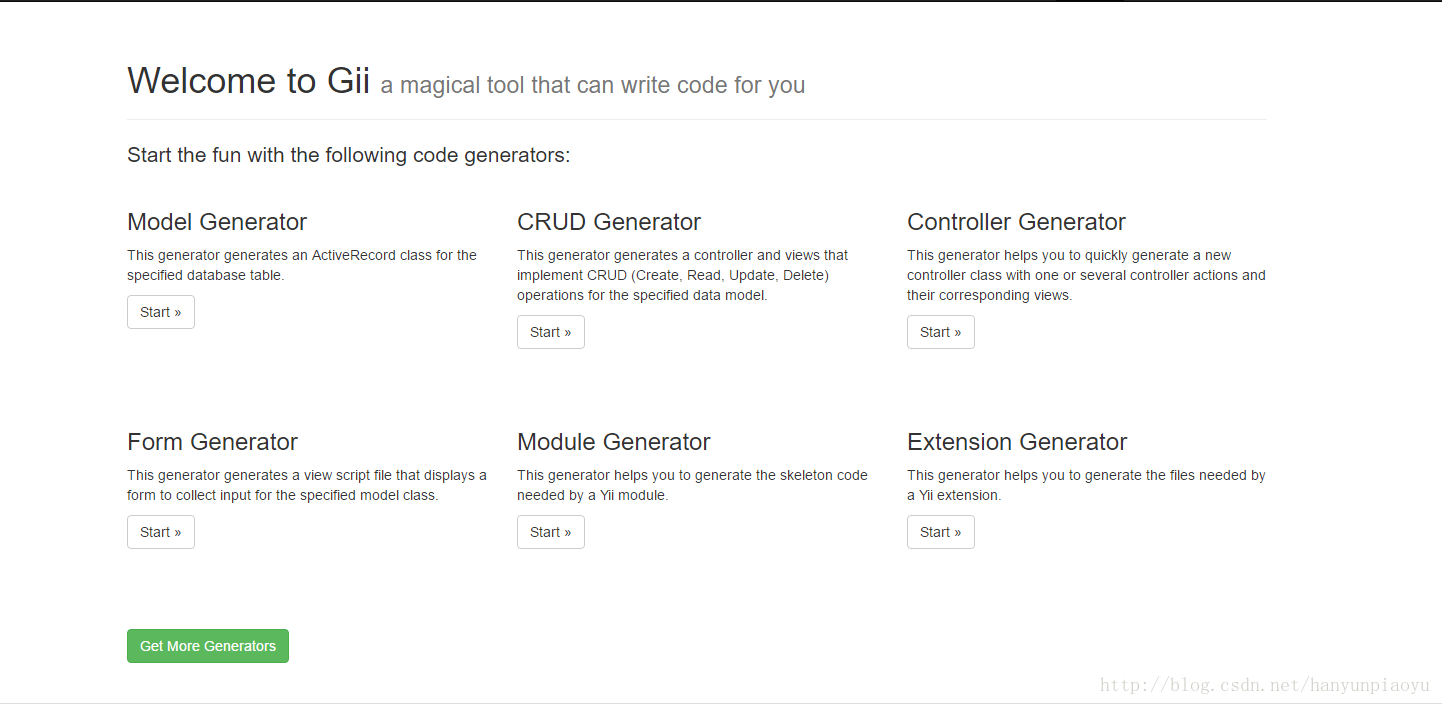 Welcome to Gii a magical tool that can write code for you
Start the fun with the following code generators:
Model Generator
This generator generates an ActiveRecord class for the
specified database table.
Start »
CRUD Generator
This generator generates a controller and views that
implement CRUD (Create, Read, Update, Delete)
operations for the specified data model.
Start »
Controller Generator
This generator helps you to quickly generate a new
controller class with one or several controller actions and
their corresponding views.
Start »
Form Generator
This generator generates a view script file that displays a
form to collect input for the specified model class.
Start »
Module Generator
This generator helps you to generate the skeleton code
needed by a Yii module.
Start »
Extension Generator
This generator helps you to generate the files needed by
a Yii extension.
Start »
Get More Generators
http://blog.csdn.net/hanyunpiaoyu